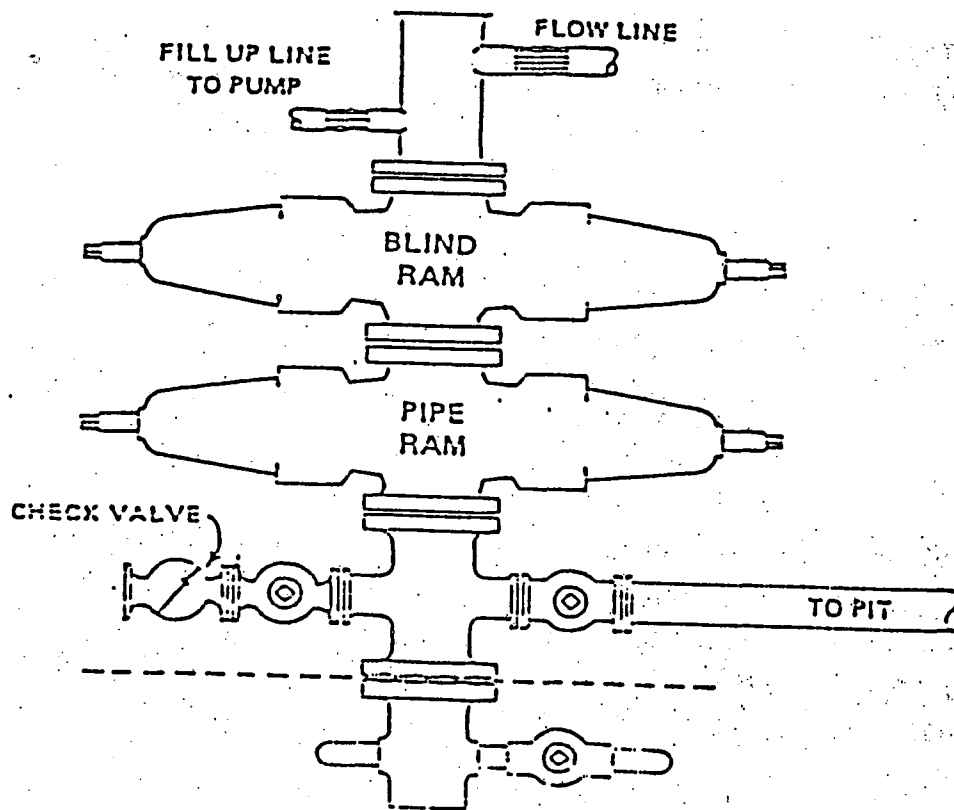 FLOW LINE
FILL UP LINE
TO PUMP
BLIND
RAM
PIPE
RAM
CHECK VALVE
TO PIT